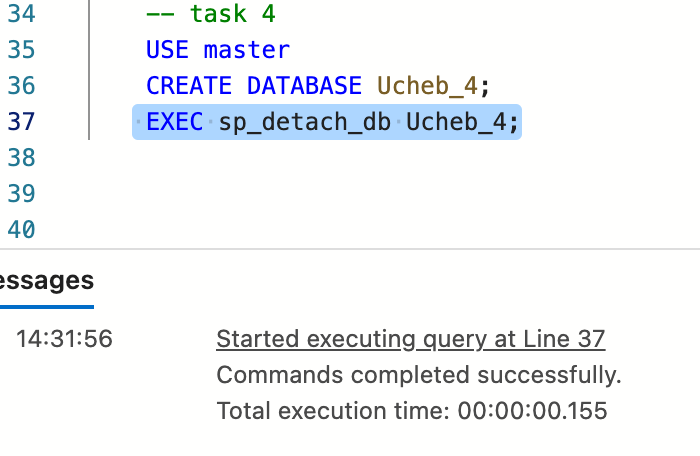 34 -- task 4
35 USE master
36 CREATE DATABASE Ucheb_4;
37 EXEC sp_detach_db Ucheb_4;
38
39
40
essages
14:31:56 Started executing query at Line 37
Commands completed successfully.
Total execution time: 00:00:00.155